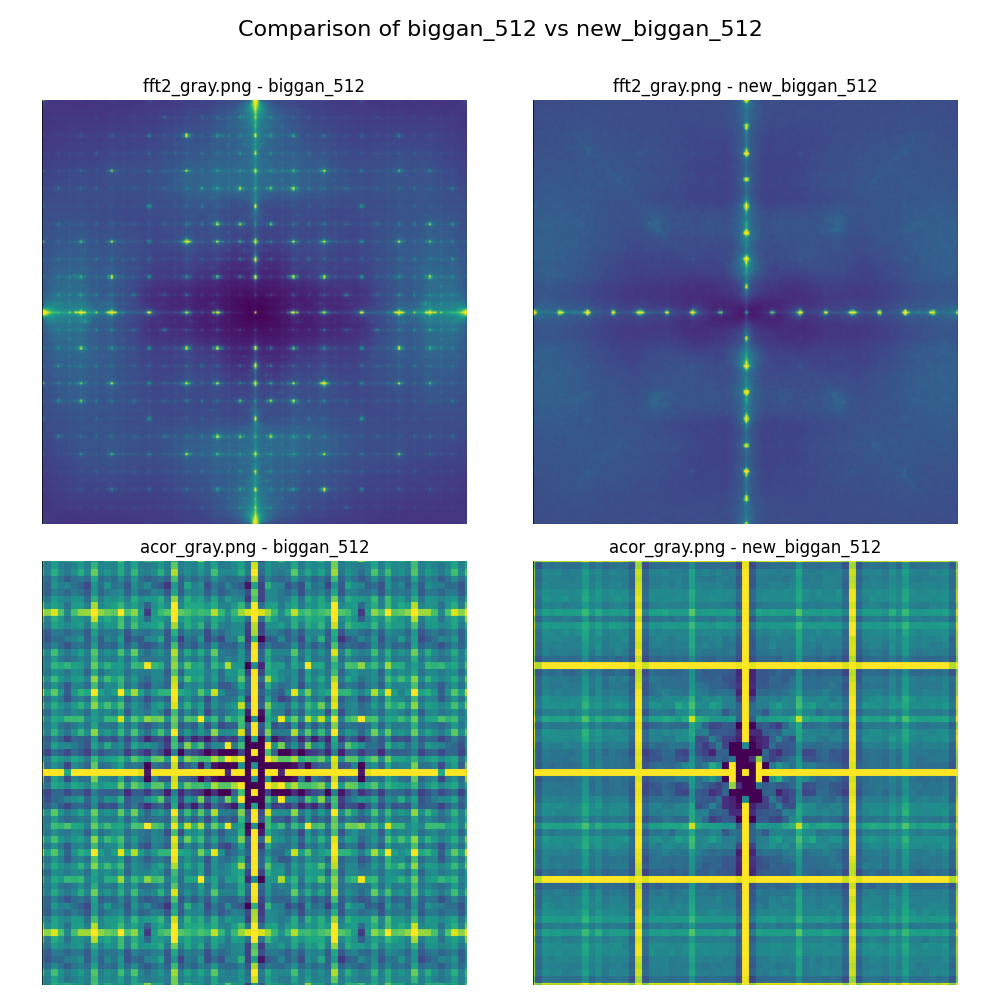 Comparison of biggan_512 vs new_biggan_512
fft2_gray.png - biggan_512
fft2_gray.png - new_biggan_512
acor_gray.png - biggan_512
acor_gray.png - new_biggan_512